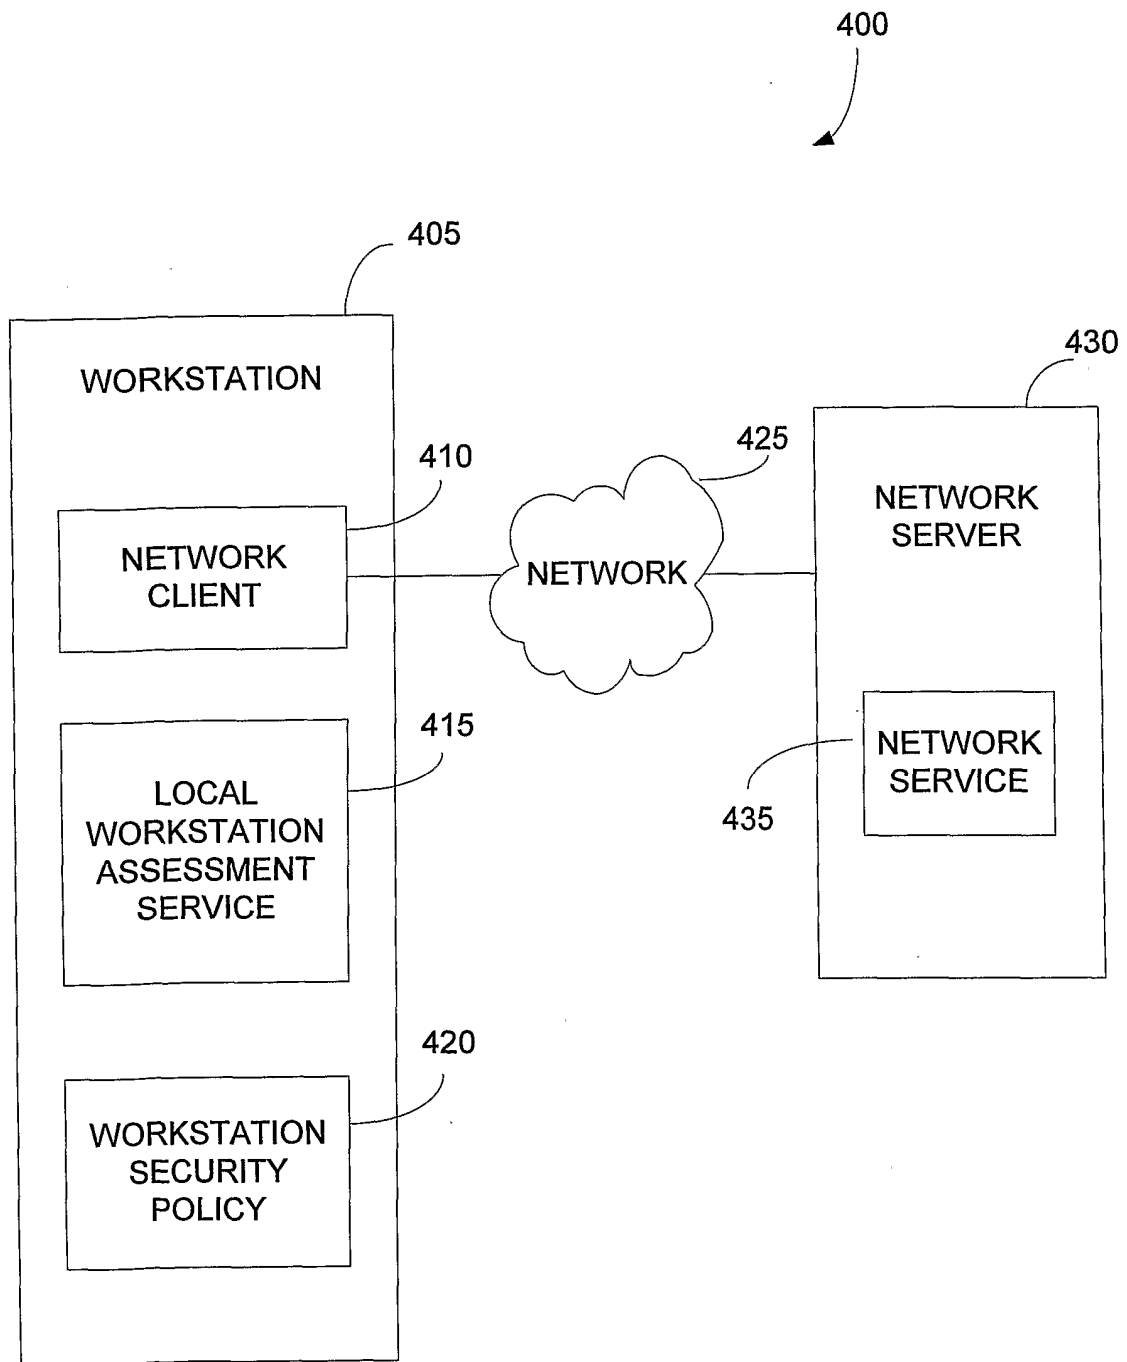 400
405
WORKSTATION
430
410
425
NETWORK
SERVER
NETWORK
CLIENT
NETWORK
415
LOCAL
WORKSTATION
ASSESSMENT
SERVICE
NETWORK
SERVICE
435
420
WORKSTATION
SECURITY
POLICY